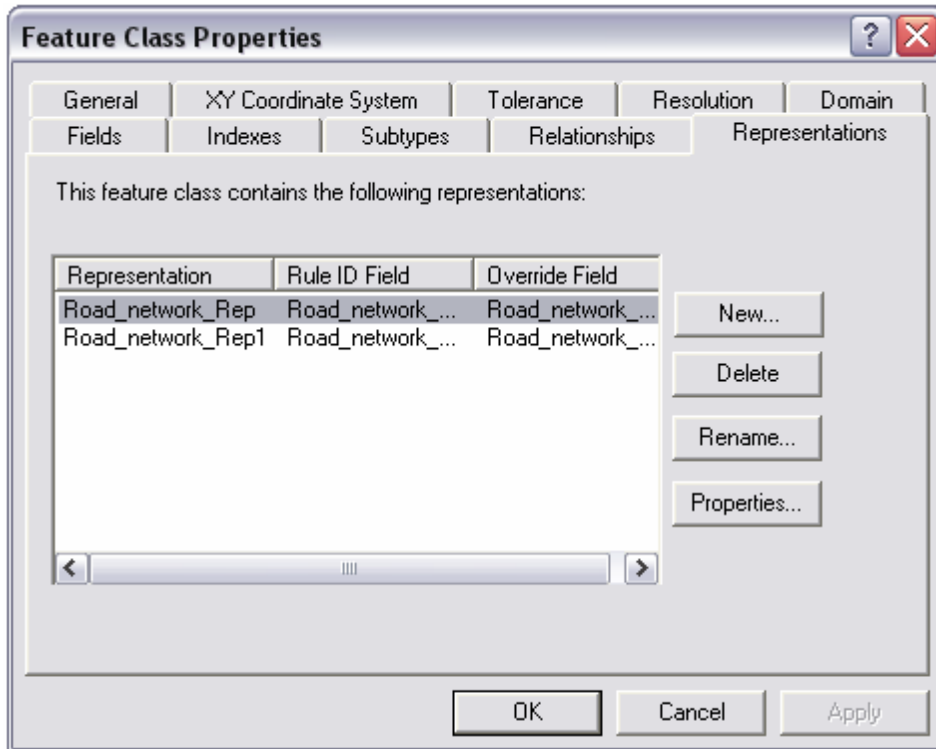 Feature Class Properties
General XY Coordinate System Tolerance Resolution Domain
Fields Indexes Subtypes Relationships Representations
This feature class contains the following representations:
Representation Rule ID Field Override Field
Road_network_Rep Road_network_... Road_network_...
Road_network_Rep1 Road_network_... Road_network_...
New...
Delete
Rename...
Properties...
OK Cancel Apply